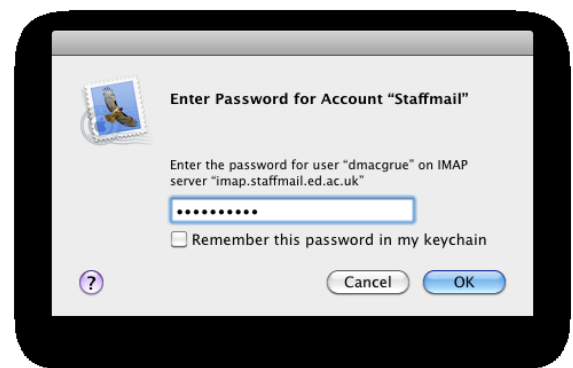 Enter Password for Account “Staffmail”
Enter the password for user “dmacgrue” on IMAP
server “imap.staffmail.ed.ac.uk”
••••••••••
Remember this password in my keychain
?
Cancel
OK